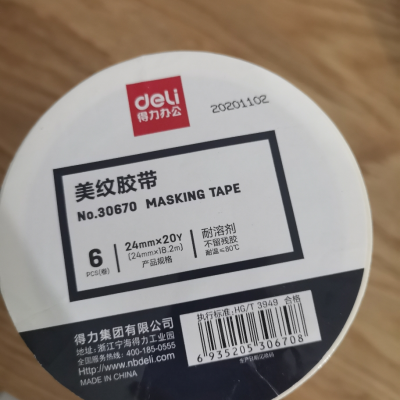 deli
得力办公
20201102
美纹胶带
No.30670 MASKING TAPE
6
PCS(卷)
24mm×20Y
(24mm×18.2m)
产品规格
耐溶剂
不留残胶
耐温≤80℃
得力集团有限公司
地址:浙江宁海得力工业园
服务热线:400-185-0555
Http://www.nbdeli.com
MADE IN CHINA
执行标准:HG/T 3949 合格
6 935205 306708